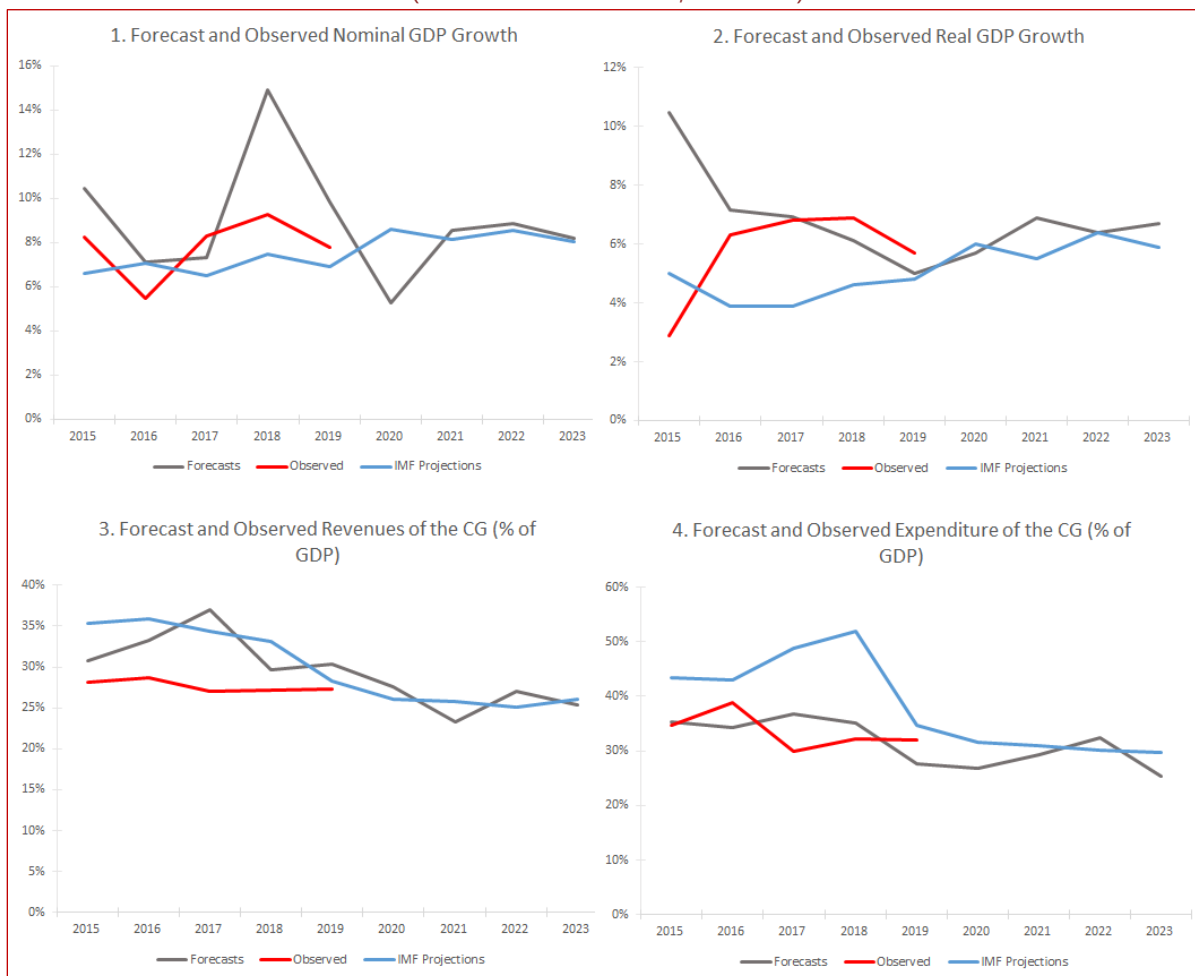 1. Forecast and Observed Nominal GDP Growth
16%
14%
12%
10%
8%
6%
4%
2%
0%
2015 2016 2017 2018 2019 2020 2021 2022 2023
Forecasts Observed IMF Projections
2. Forecast and Observed Real GDP Growth
12%
10%
8%
6%
4%
2%
0%
2015 2016 2017 2018 2019 2020 2021 2022 2023
Forecasts Observed IMF Projections
3. Forecast and Observed Revenues of the CG (% of
GDP)
40%
35%
30%
25%
20%
15%
10%
5%
0%
2015 2016 2017 2018 2019 2020 2021 2022 2023
Forecasts Observed IMF Projections
4. Forecast and Observed Expenditure of the CG (% of
GDP)
60%
50%
40%
30%
20%
10%
0%
2015 2016 2017 2018 2019 2020 2021 2022 2023
Forecasts Observed IMF Projections